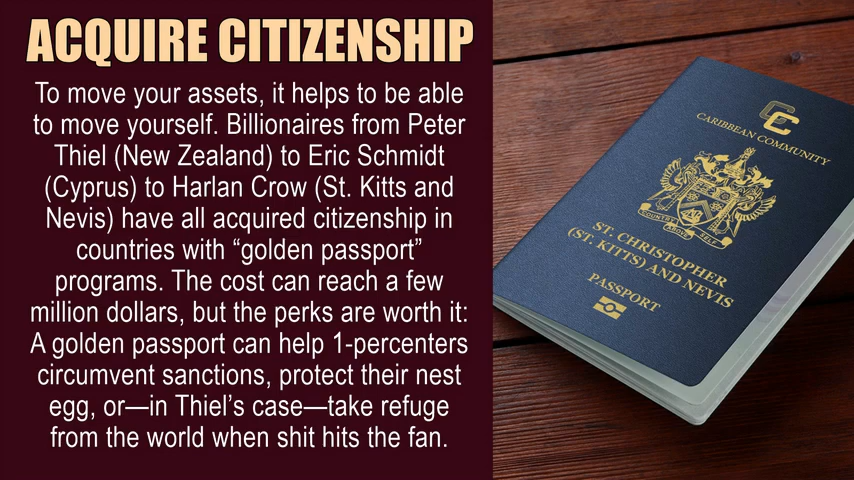 ACQUIRE CITIZENSHIP
To move your assets, it helps to be able
to move yourself. Billionaires from Peter
Thiel (New Zealand) to Eric Schmidt
(Cyprus) to Harlan Crow (St. Kitts and
Nevis) have all acquired citizenship in
countries with “golden passport”
programs. The cost can reach a few
million dollars, but the perks are worth it:
A golden passport can help 1-percenters
circumvent sanctions, protect their nest
egg, or—in Thiel’s case—take refuge
from the world when shit hits the fan.
CARIBBEAN COMMUNITY
COUNTRY ABOVE SELF
ST. CHRISTOPHER
(ST. KITTS) AND NEVIS
PASSPORT